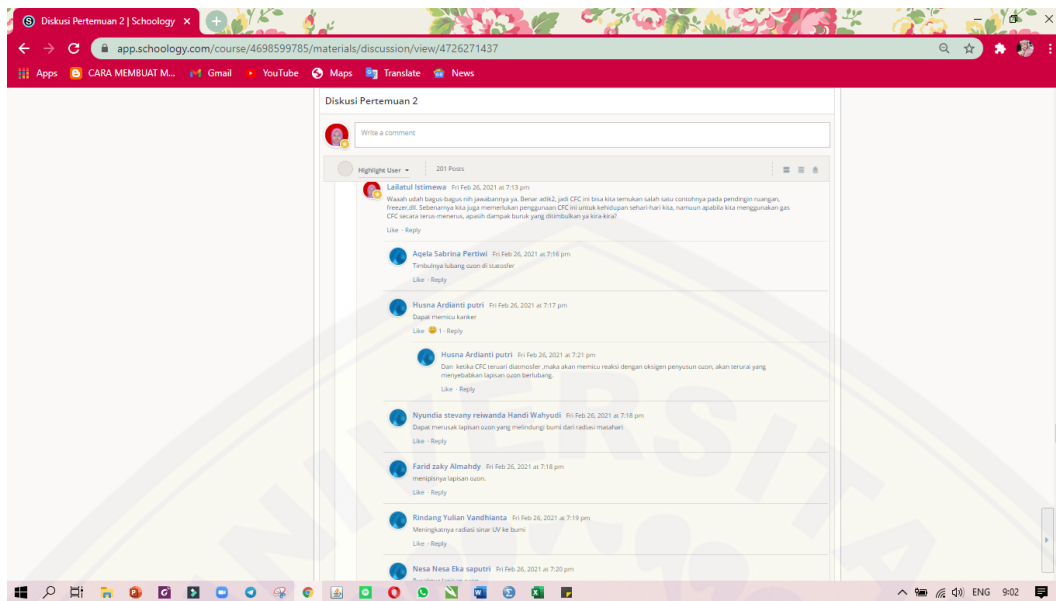 Diskusi Pertemuan 2 | Schoology
app.schoology.com/course/4698599785/materials/discussion/view/4726271437
Apps CARA MEMBUAT M... Gmail YouTube Maps Translate News
Diskusi Pertemuan 2
Write a comment
Highlight User 201 Posts
Lailatul Istimewa Fri Feb 26, 2021 at 7:13 pm
Waaah udah bagus-bagus nih jawabannya ya. Benar adik2, jadi CFC ini bisa kita temukan salah satu contohnya pada pendingin ruangan,
freezer,dll. Sebenarnya kita juga memerlukan penggunaan CFC ini untuk kehidupan sehari-hari kita, namuun apabila kita menggunakan gas
CFC secara terus-menerus, apasih dampak buruk yang ditimbulkan ya kira-kira?
Like · Reply
Aqela Sabrina Pertiwi Fri Feb 26, 2021 at 7:16 pm
Timbulnya lubang ozon di statosfer
Like · Reply
Husna Ardianti putri Fri Feb 26, 2021 at 7:17 pm
Dapat memicu kanker
Like 1 · Reply
Husna Ardianti putri Fri Feb 26, 2021 at 7:21 pm
Dan ketika CFC teruari diatmosfer ,maka akan memicu reaksi dengan oksigen penyusun ozon, akan terurai yang
menyebabkan lapisan ozon berlubang.
Like · Reply
Nyundia stevany reiwanda Handi Wahyudi Fri Feb 26, 2021 at 7:18 pm
Dapat merusak lapisan ozon yang melindungi bumi dari radiasi masahari
Like · Reply
Farid zaky Almahdy Fri Feb 26, 2021 at 7:18 pm
menipisnya lapisan ozon.
Like · Reply
Rindang Yulian Vandhianta Fri Feb 26, 2021 at 7:19 pm
Meningkatnya radiasi sinar UV ke bumi
Like · Reply
Nesa Nesa Eka saputri Fri Feb 26, 2021 at 7:20 pm
ENG 9:02